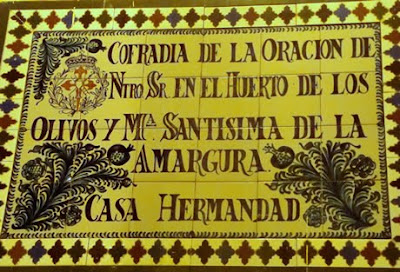 COFRADIA DE LA ORACION DE
NTRO. SR. EN EL HUERTO DE LOS
OLIVOS Y Mª. SANTISIMA DE LA
AMARGURA.
CASA HERMANDAD